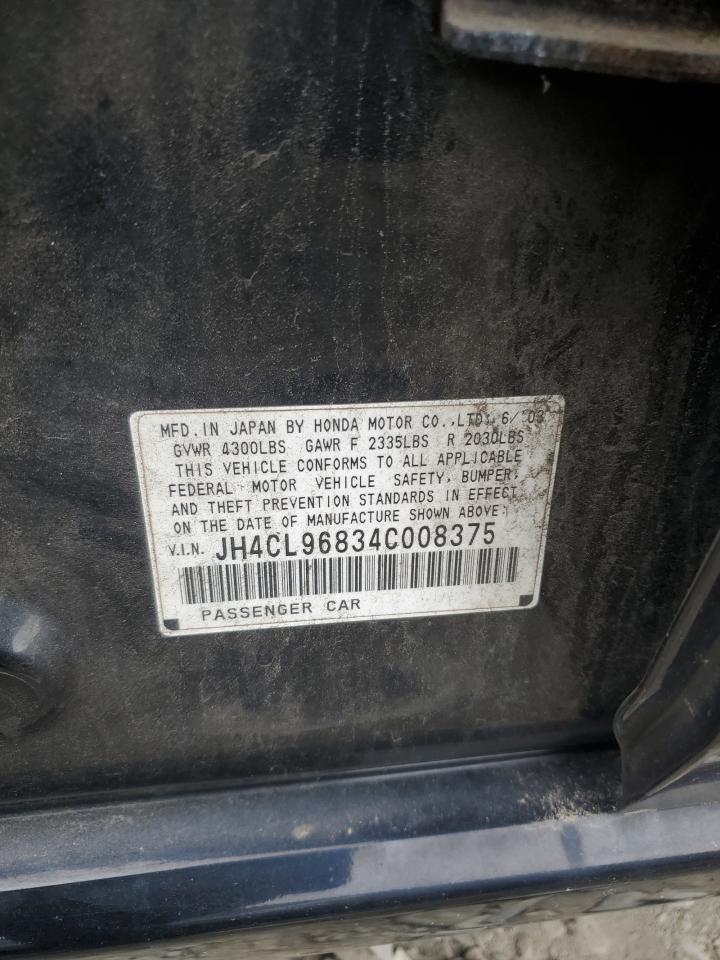 MFD. IN JAPAN BY HONDA MOTOR CO., LTD. 6/'03
GVWR 4300LBS GAWR F 2335LBS R 2030LBS
THIS VEHICLE CONFORMS TO ALL APPLICABLE
FEDERAL MOTOR VEHICLE SAFETY, BUMPER,
AND THEFT PREVENTION STANDARDS IN EFFECT
ON THE DATE OF MANUFACTURE SHOWN ABOVE.
V.I.N. JH4CL96834C008375
PASSENGER CAR